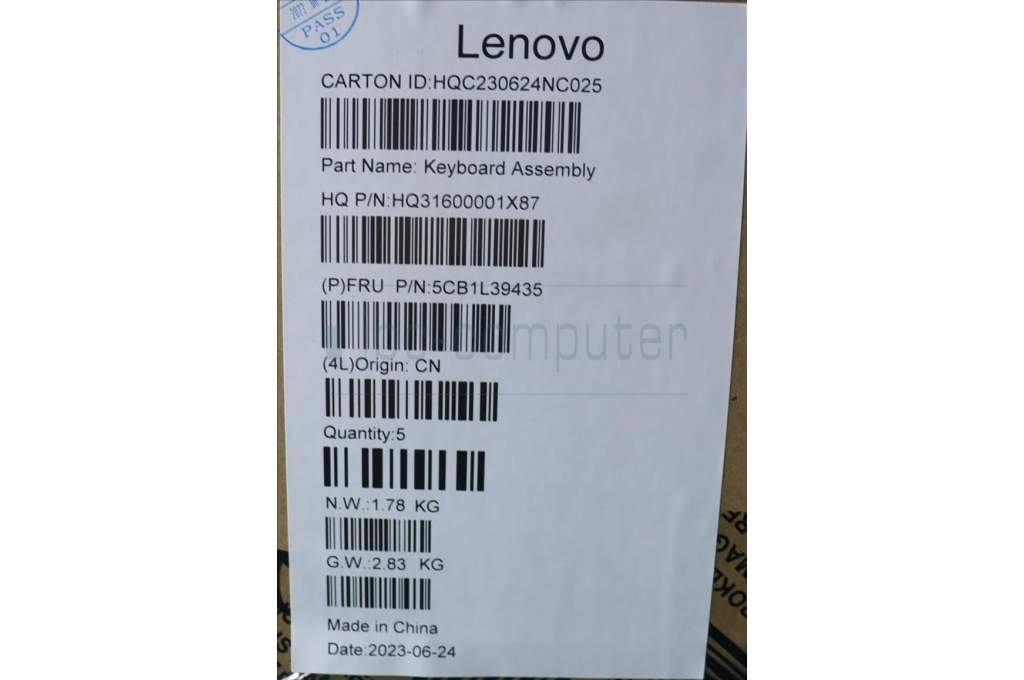 PASS
01
Lenovo
CARTON ID:HQC230624NC025
Part Name: Keyboard Assembly
HQ P/N:HQ31600001X87
(P)FRU P/N:5CB1L39435
computer
(4L)Origin: CN
Quantity:5
N.W.:1.78 KG
G.W.:2.83 KG
Made in China
Date:2023-06-24